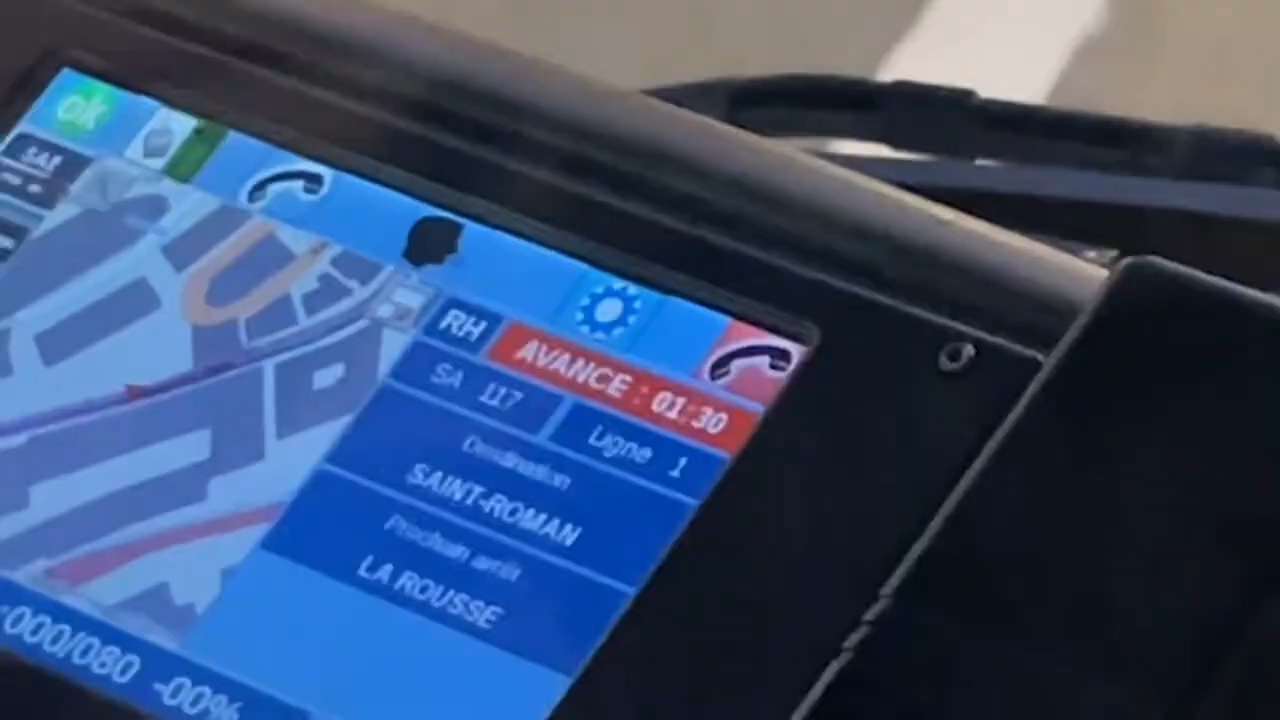 ok
SAE
RH
AVANCE : 01:30
SA 117
Ligne 1
Destination
SAINT-ROMAN
Prochain arrêt
LA ROUSSE
000/080 -00%